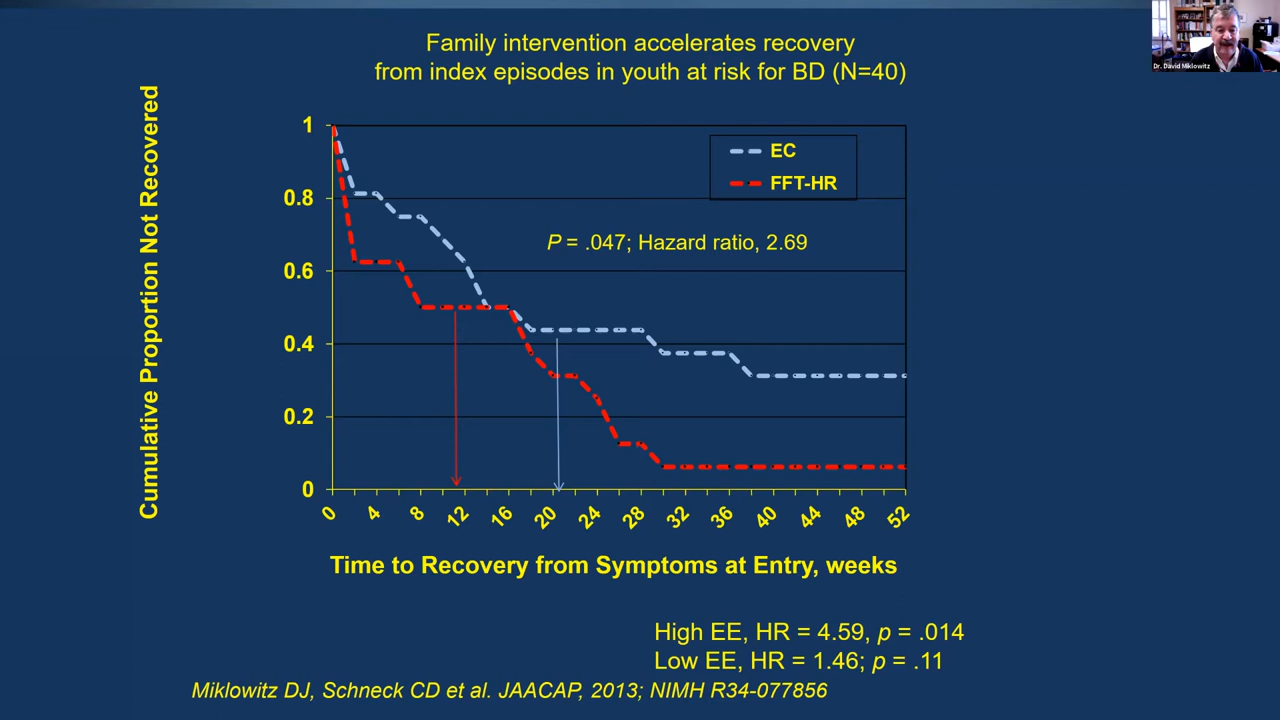 Family intervention accelerates recovery
from index episodes in youth at risk for BD (N=40)
Dr. David Miklowitz
Cumulative Proportion Not Recovered
1
0.8
0.6
0.4
0.2
0
EC
FFT-HR
P = .047; Hazard ratio, 2.69
0 4 8 12 16 20 24 28 32 36 40 44 48 52
Time to Recovery from Symptoms at Entry, weeks
High EE, HR = 4.59, p = .014
Low EE, HR = 1.46; p = .11
Miklowitz DJ, Schneck CD et al. JAACAP, 2013; NIMH R34-077856